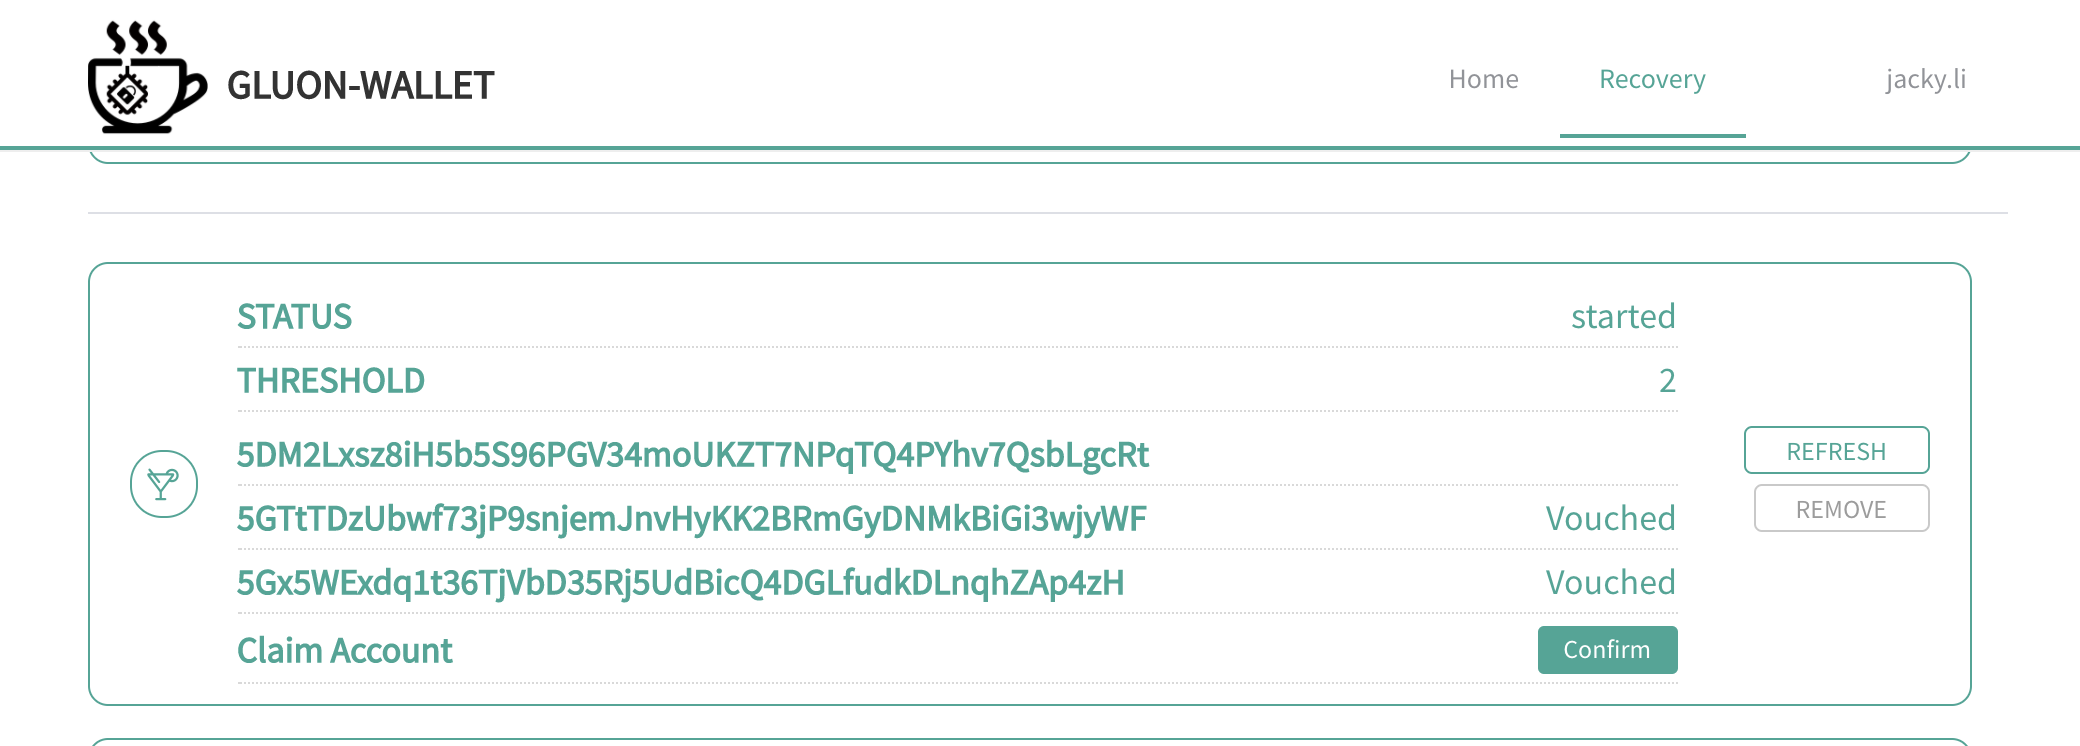 GLUON-WALLET
Home Recovery jacky.li
STATUS started
THRESHOLD 2
5DM2Lxsz8iH5b5S96PGV34moUKZT7NPqTQ4PYhv7QsbLgcRt
5GTtTDzUbwf73jP9snjemJnvHyKK2BRmGyDNMkBiGi3wjyWF Vouched
5Gx5WExdq1t36TjVbD35Rj5UdBicQ4DGLfudkDLnqhZAp4zH Vouched
Claim Account Confirm
REFRESH
REMOVE